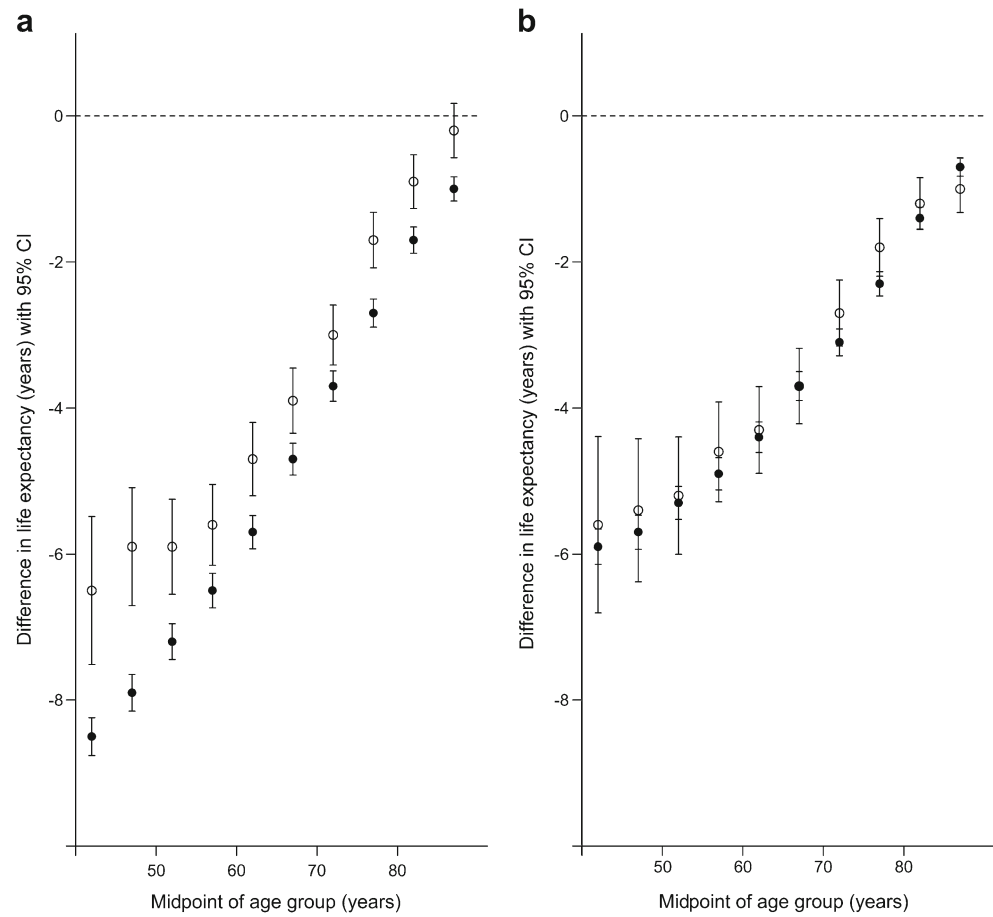 a
0
-2
-4
-6
-8
50 60 70 80
Midpoint of age group (years)
Difference in life expectancy (years) with 95% CI
b
0
-2
-4
-6
-8
50 60 70 80
Midpoint of age group (years)
Difference in life expectancy (years) with 95% CI